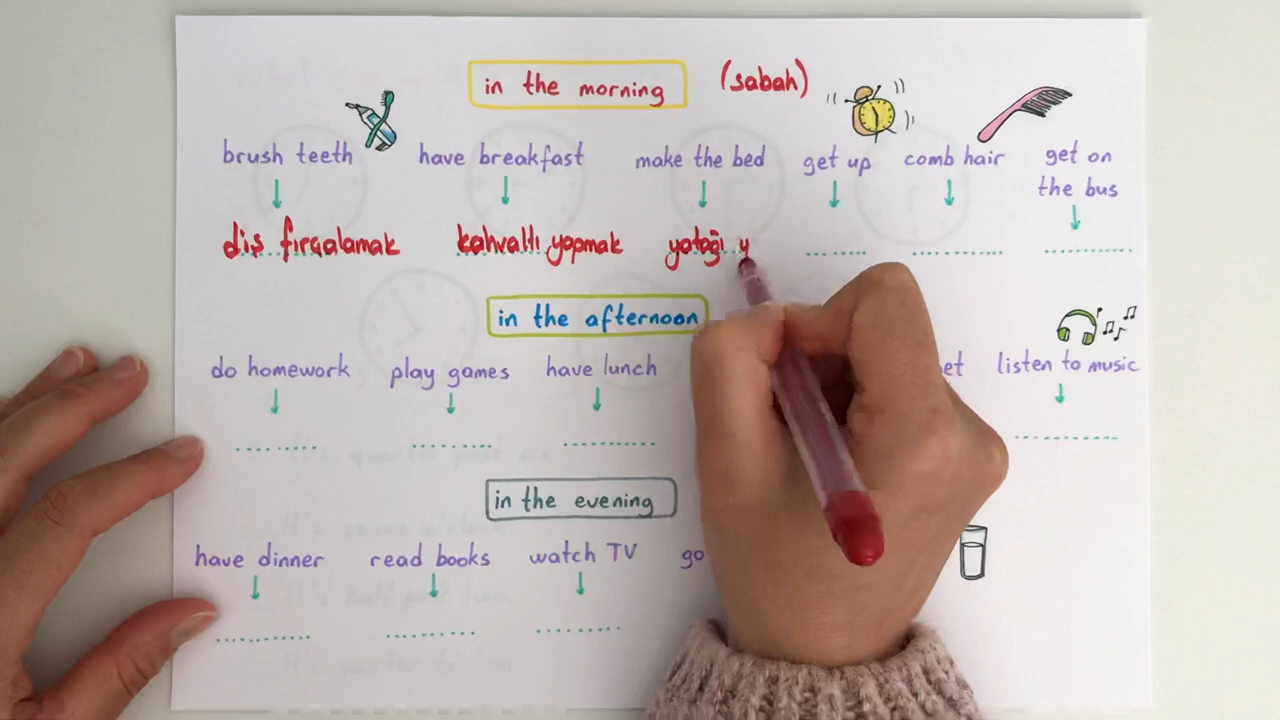 in the morning (sabah)
brush teeth have breakfast make the bed get up comb hair get on the bus
diş fırçalamak kahvaltı yapmak yatağı y
in the afternoon
do homework play games have lunch listen to music
in the evening
have dinner read books watch TV go